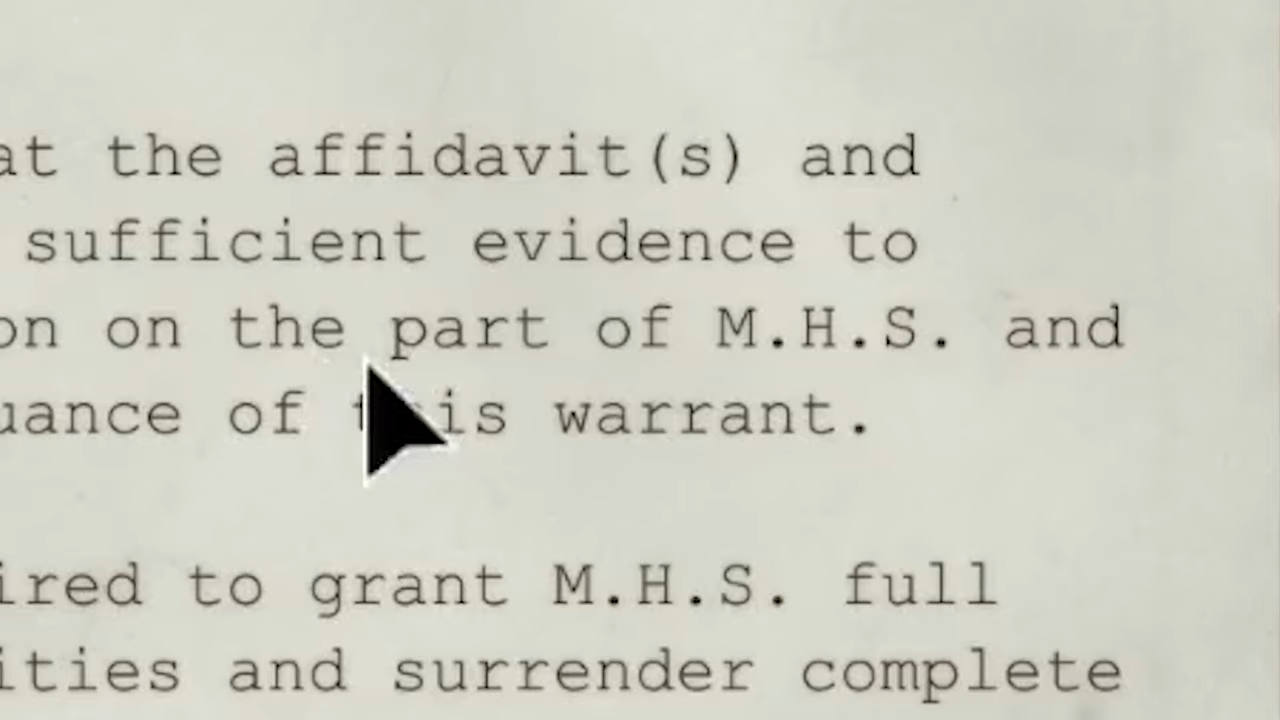 at the affidavit(s) and
sufficient evidence to
on on the part of M.H.S. and
uance of this warrant.
ired to grant M.H.S. full
ities and surrender complete